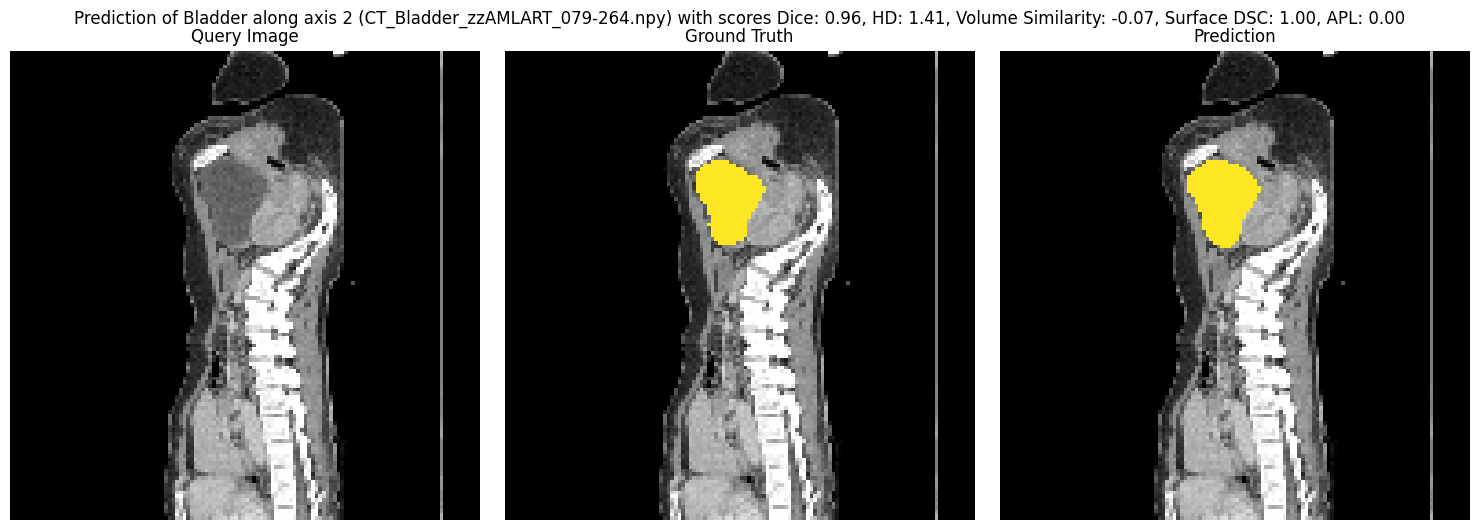 Prediction of Bladder along axis 2 (CT_Bladder_zzAMLART_079-264.npy) with scores Dice: 0.96, HD: 1.41, Volume Similarity: -0.07, Surface DSC: 1.00, APL: 0.00
Query Image
Ground Truth
Prediction